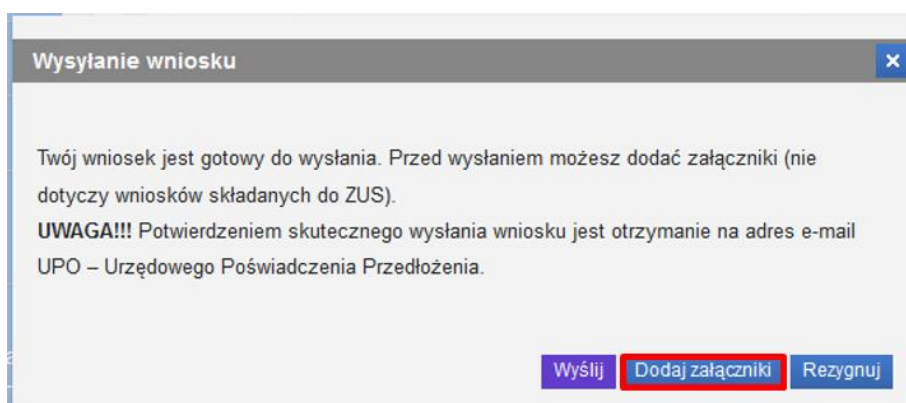 Wysyłanie wniosku
Twój wniosek jest gotowy do wysłania. Przed wysłaniem możesz dodać załączniki (nie
dotyczy wniosków składanych do ZUS).
UWAGA!!! Potwierdzeniem skutecznego wysłania wniosku jest otrzymanie na adres e-mail
UPO – Urzędowego Poświadczenia Przedłożenia.
Wyślij Dodaj załączniki Rezygnuj